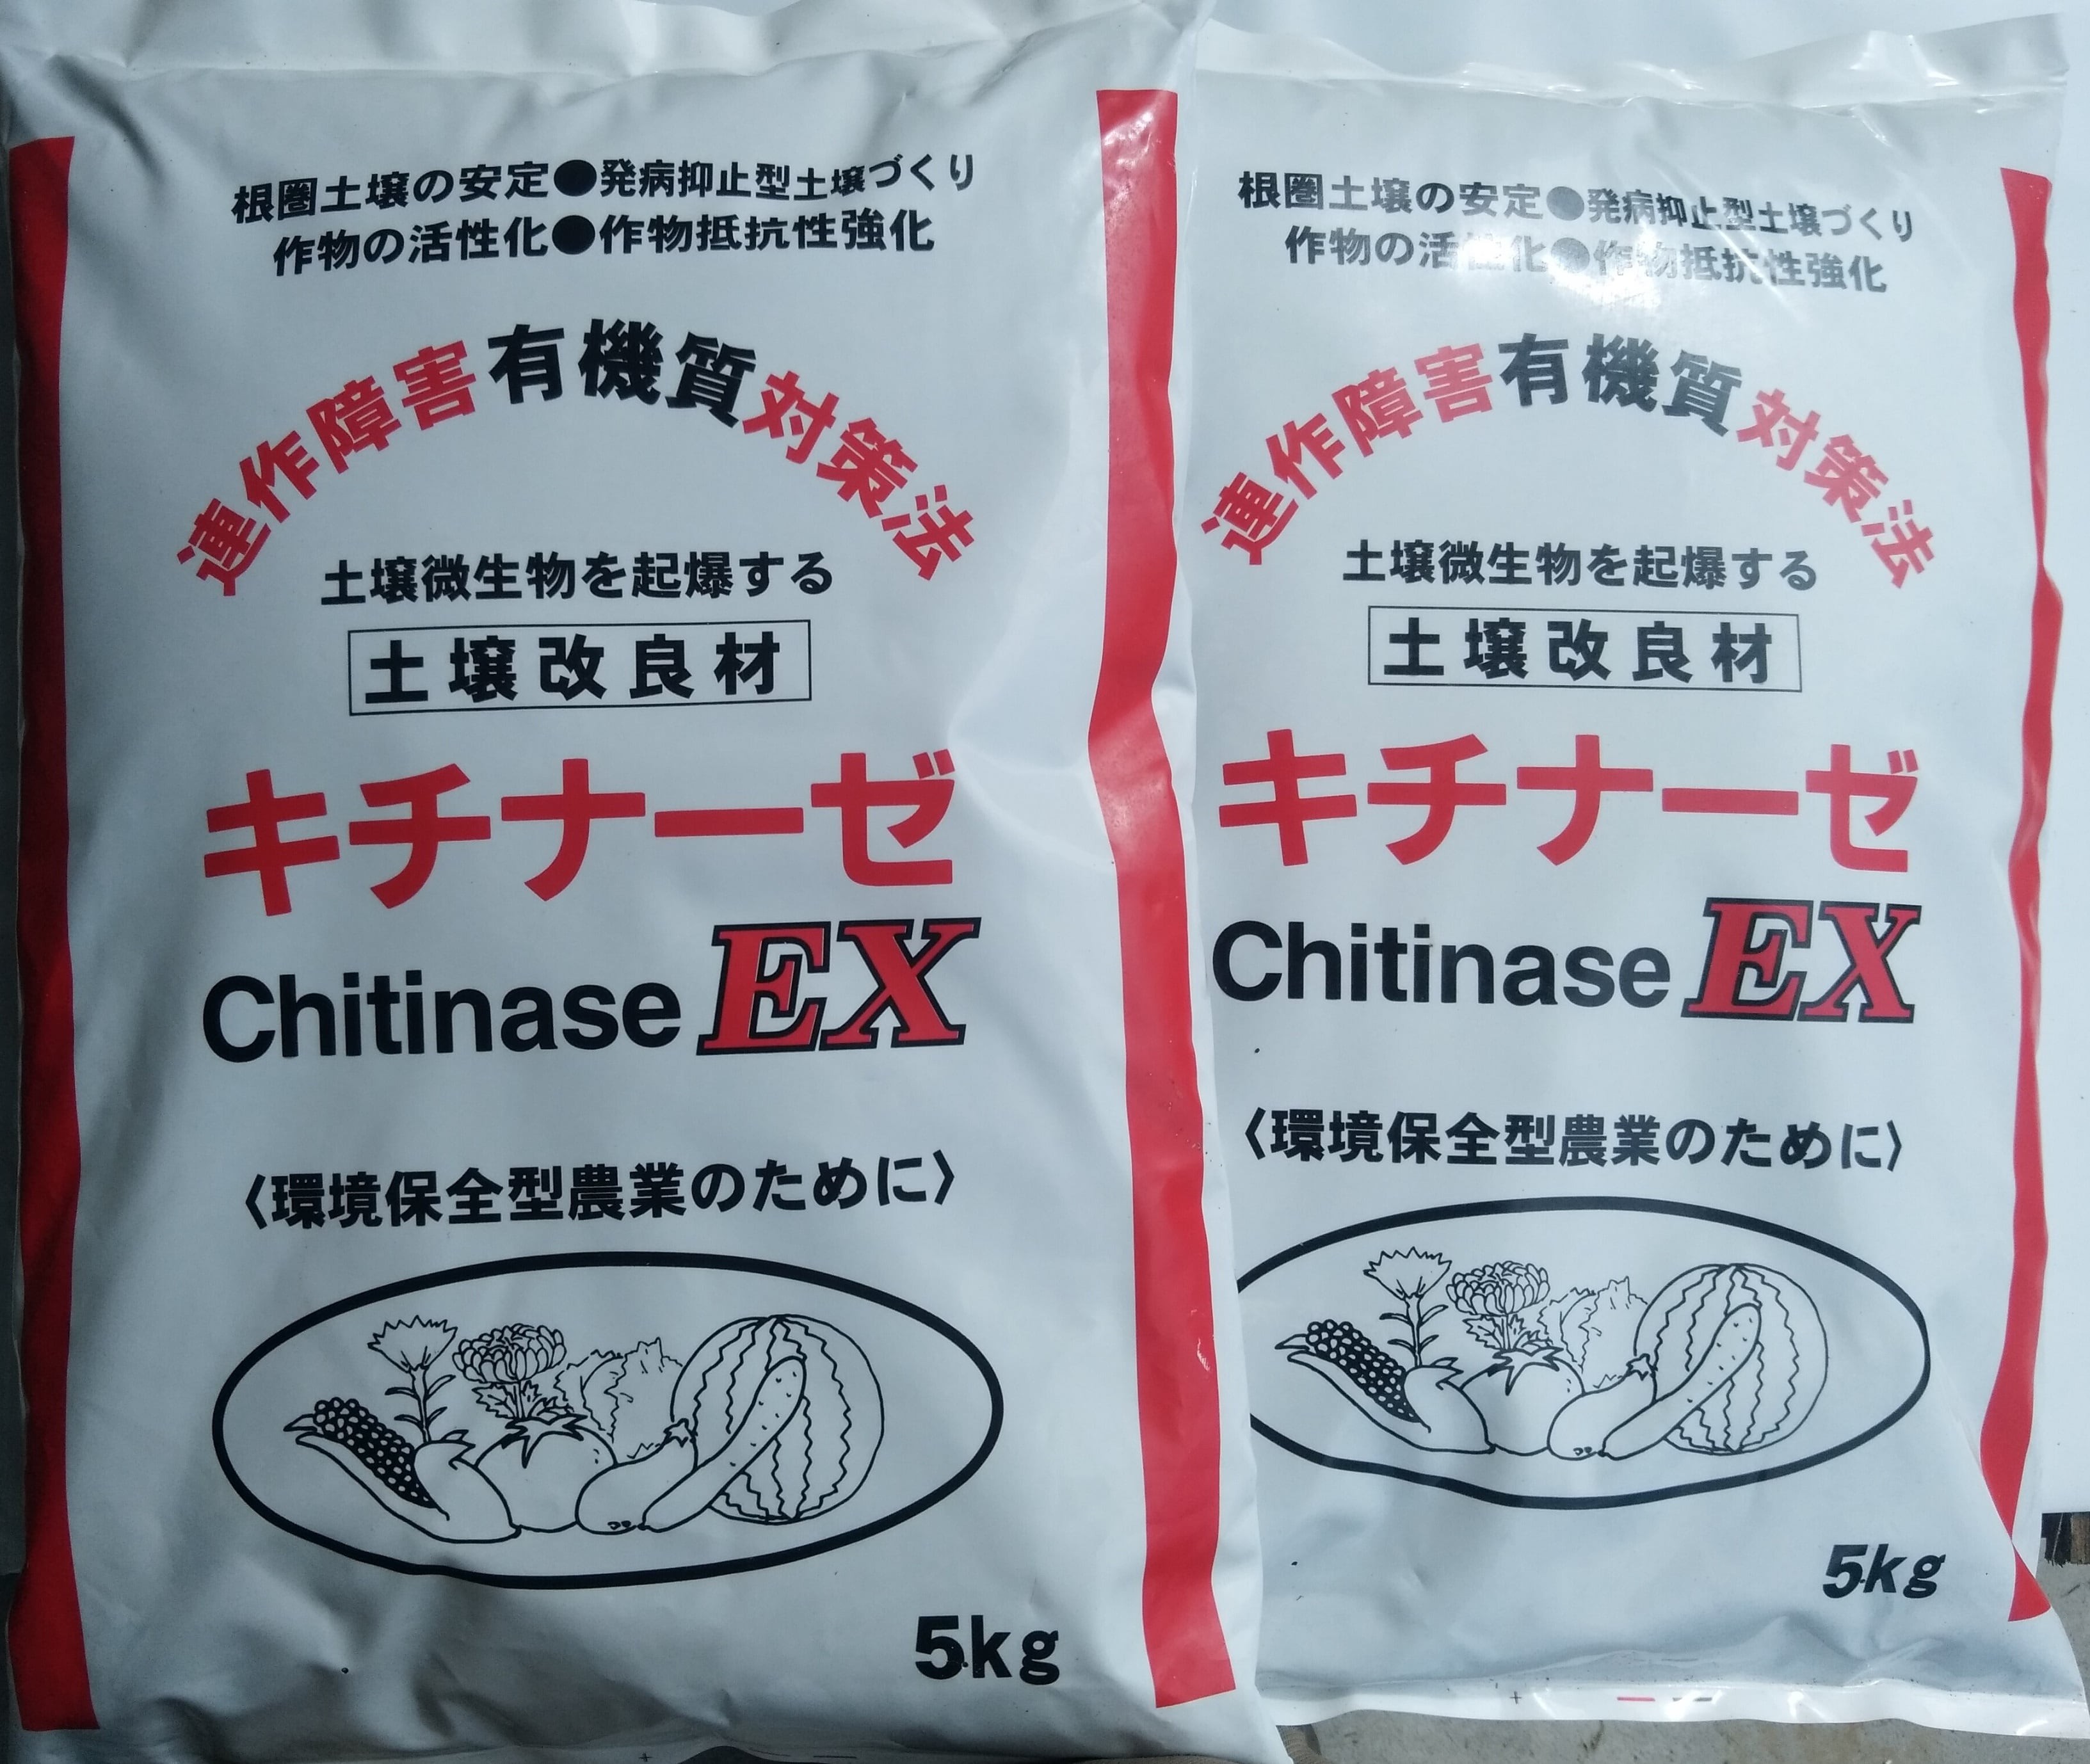 根圏土壌の安定●発病抑止型土壌づくり
作物の活性化●作物抵抗性強化
連作障害有機質対策法
土壌微生物を起爆する
土壌改良材
キチナーゼ
Chitinase EX
〈環境保全型農業のために〉
5kg
根圏土壌の安定●発病抑止型土壌づくり
作物の活性化●作物抵抗性強化
連作障害有機質対策法
土壌微生物を起爆する
土壌改良材
キチナーゼ
Chitinase EX
〈環境保全型農業のために〉
5kg